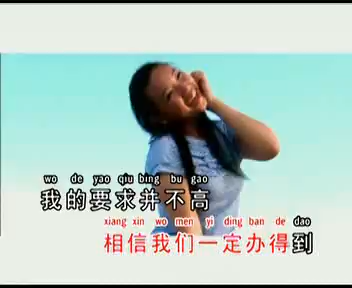 wo de yao qiu bing bu gao
我的要求并不高
xiang xin wo men yi ding ban de dao
相信我们一定办得到